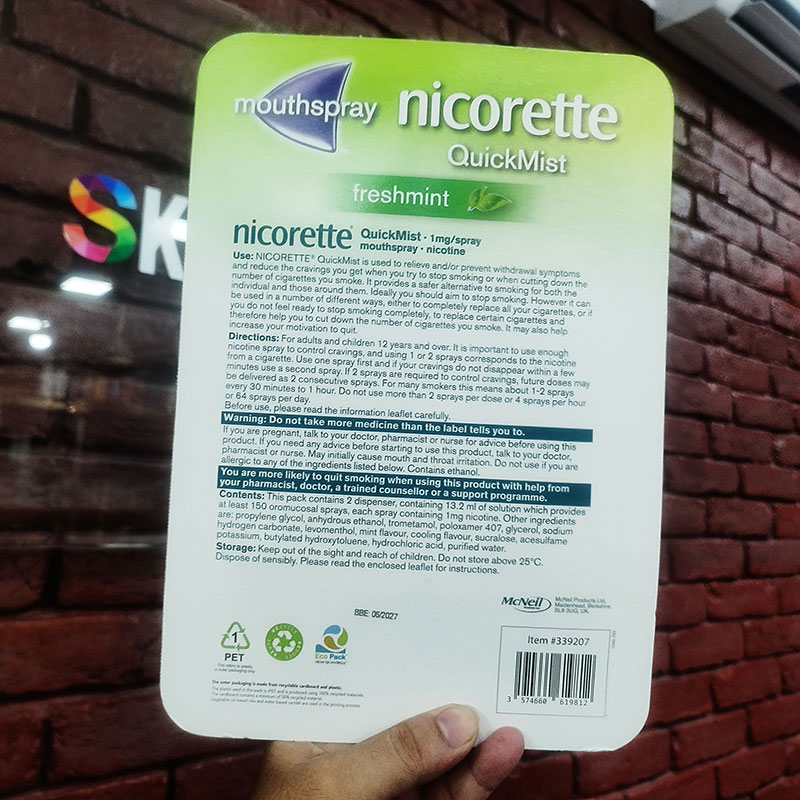 mouthspray nicorette
QuickMist
freshmint
SK
nicorette® QuickMist · 1mg/spray
mouthspray · nicotine
Use: NICORETTE® QuickMist is used to relieve and/or prevent withdrawal symptoms
and reduce the cravings you get when you try to stop smoking or when cutting down the
number of cigarettes you smoke. It provides a safer alternative to smoking for both the
individual and those around them. Ideally you should aim to stop smoking. However it can
be used in a number of different ways, either to completely replace all your cigarettes, or if
you do not feel ready to stop smoking completely, to replace certain cigarettes and
therefore help you to cut down the number of cigarettes you smoke. It may also help
increase your motivation to quit.
Directions: For adults and children 12 years and over. It is important to use enough
nicotine spray to control cravings, and using 1 or 2 sprays corresponds to the nicotine
from a cigarette. Use one spray first and if your cravings do not disappear within a few
minutes use a second spray. If 2 sprays are required to control cravings, future doses may
be delivered as 2 consecutive sprays. For many smokers this means about 1-2 sprays
every 30 minutes to 1 hour. Do not use more than 2 sprays per dose or 4 sprays per hour
or 64 sprays per day.
Before use, please read the information leaflet carefully.
Warning: Do not take more medicine than the label tells you to.
If you are pregnant, talk to your doctor, pharmacist or nurse for advice before using this
product. If you need any advice before starting to use this product, talk to your doctor,
pharmacist or nurse. May initially cause mouth and throat irritation. Do not use if you are
allergic to any of the ingredients listed below. Contains ethanol.
You are more likely to quit smoking when using this product with help from
your pharmacist, doctor, a trained counsellor or a support programme.
Contents: This pack contains 2 dispenser, containing 13.2 ml of solution which provides
at least 150 oromucosal sprays, each spray containing 1mg nicotine. Other ingredients
are: propylene glycol, anhydrous ethanol, trometamol, poloxamer 407, glycerol, sodium
hydrogen carbonate, levomenthol, mint flavour, cooling flavour, sucralose, acesulfame
potassium, butylated hydroxytoluene, hydrochloric acid, purified water.
Storage: Keep out of the sight and reach of children. Do not store above 25°C.
Dispose of sensibly. Please read the enclosed leaflet for instructions.
McNeil
McNeil Products Ltd,
Maidenhead, Berkshire,
SL6 3UG, UK.
BBE: 06/2027
1
PET
Eco Pack
Item #339207
3 574660 619812
The outer packaging is made from recyclable cardboard and plastic.